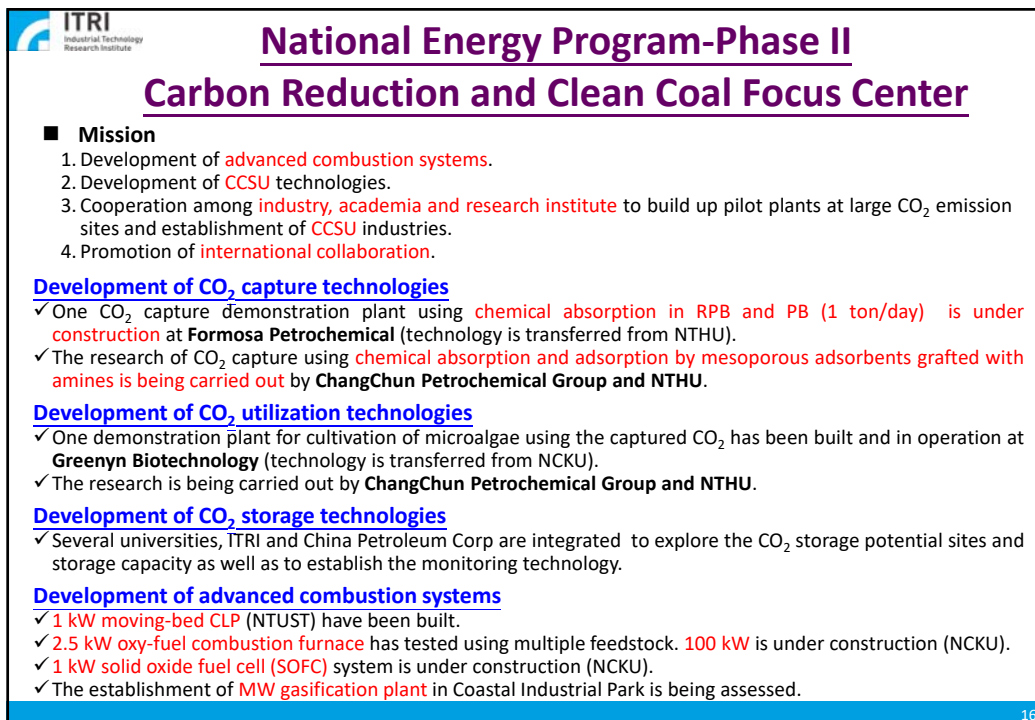 ITRI
Industrial Technology
Research Institute
National Energy Program-Phase II
Carbon Reduction and Clean Coal Focus Center
■ Mission
1. Development of advanced combustion systems.
2. Development of CCSU technologies.
3. Cooperation among industry, academia and research institute to build up pilot plants at large CO₂ emission
sites and establishment of CCSU industries.
4. Promotion of international collaboration.
Development of CO₂ capture technologies
✓ One CO₂ capture demonstration plant using chemical absorption in RPB and PB (1 ton/day) is under
construction at Formosa Petrochemical (technology is transferred from NTHU).
✓ The research of CO₂ capture using chemical absorption and adsorption by mesoporous adsorbents grafted with
amines is being carried out by ChangChun Petrochemical Group and NTHU.
Development of CO₂ utilization technologies
✓ One demonstration plant for cultivation of microalgae using the captured CO₂ has been built and in operation at
Greenyn Biotechnology (technology is transferred from NCKU).
✓ The research is being carried out by ChangChun Petrochemical Group and NTHU.
Development of CO₂ storage technologies
✓ Several universities, ITRI and China Petroleum Corp are integrated to explore the CO₂ storage potential sites and
storage capacity as well as to establish the monitoring technology.
Development of advanced combustion systems
✓ 1 kW moving-bed CLP (NTUST) have been built.
✓ 2.5 kW oxy-fuel combustion furnace has tested using multiple feedstock. 100 kW is under construction (NCKU).
✓ 1 kW solid oxide fuel cell (SOFC) system is under construction (NCKU).
✓ The establishment of MW gasification plant in Coastal Industrial Park is being assessed.
16